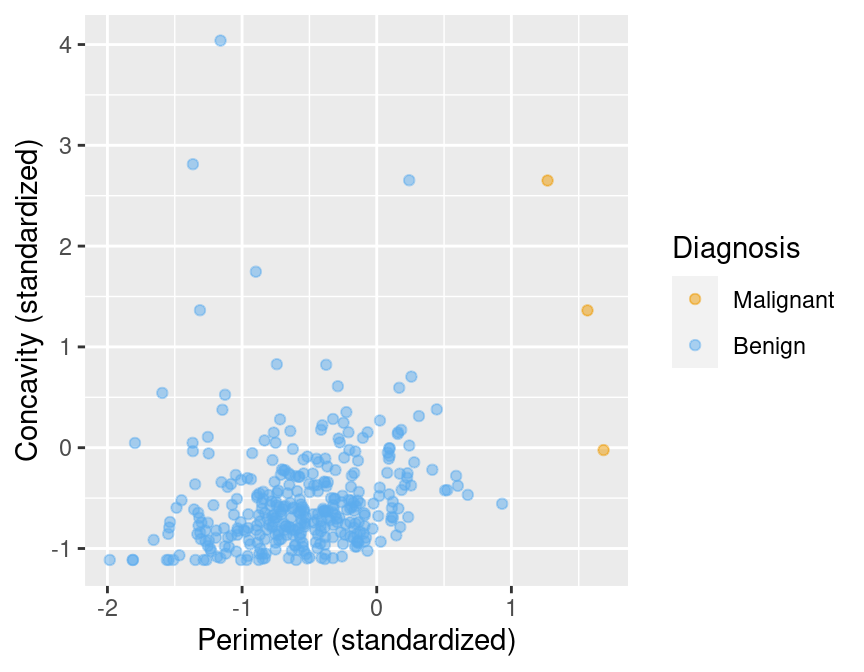 4
3
2
1
0
-1
-2
-1
0
1
Concavity (standardized)
Perimeter (standardized)
Diagnosis
Malignant
Benign